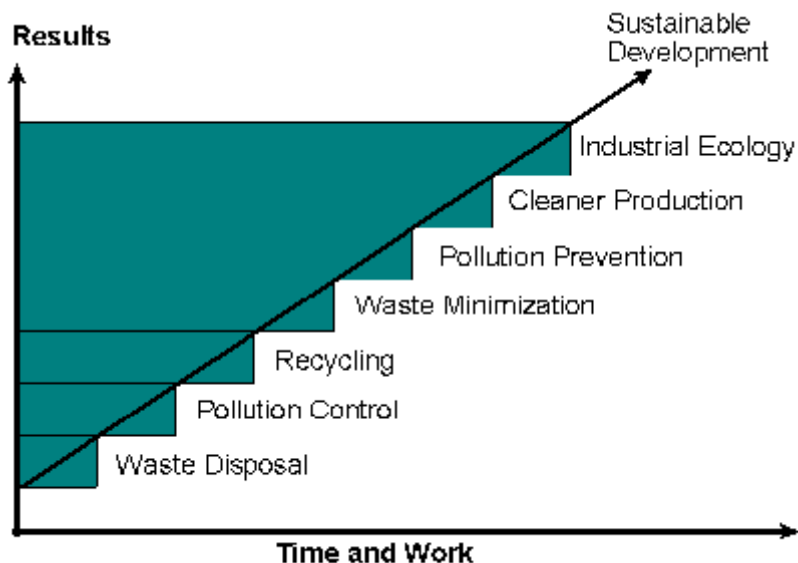 Results
Sustainable
Development
Industrial Ecology
Cleaner Production
Pollution Prevention
Waste Minimization
Recycling
Pollution Control
Waste Disposal
Time and Work